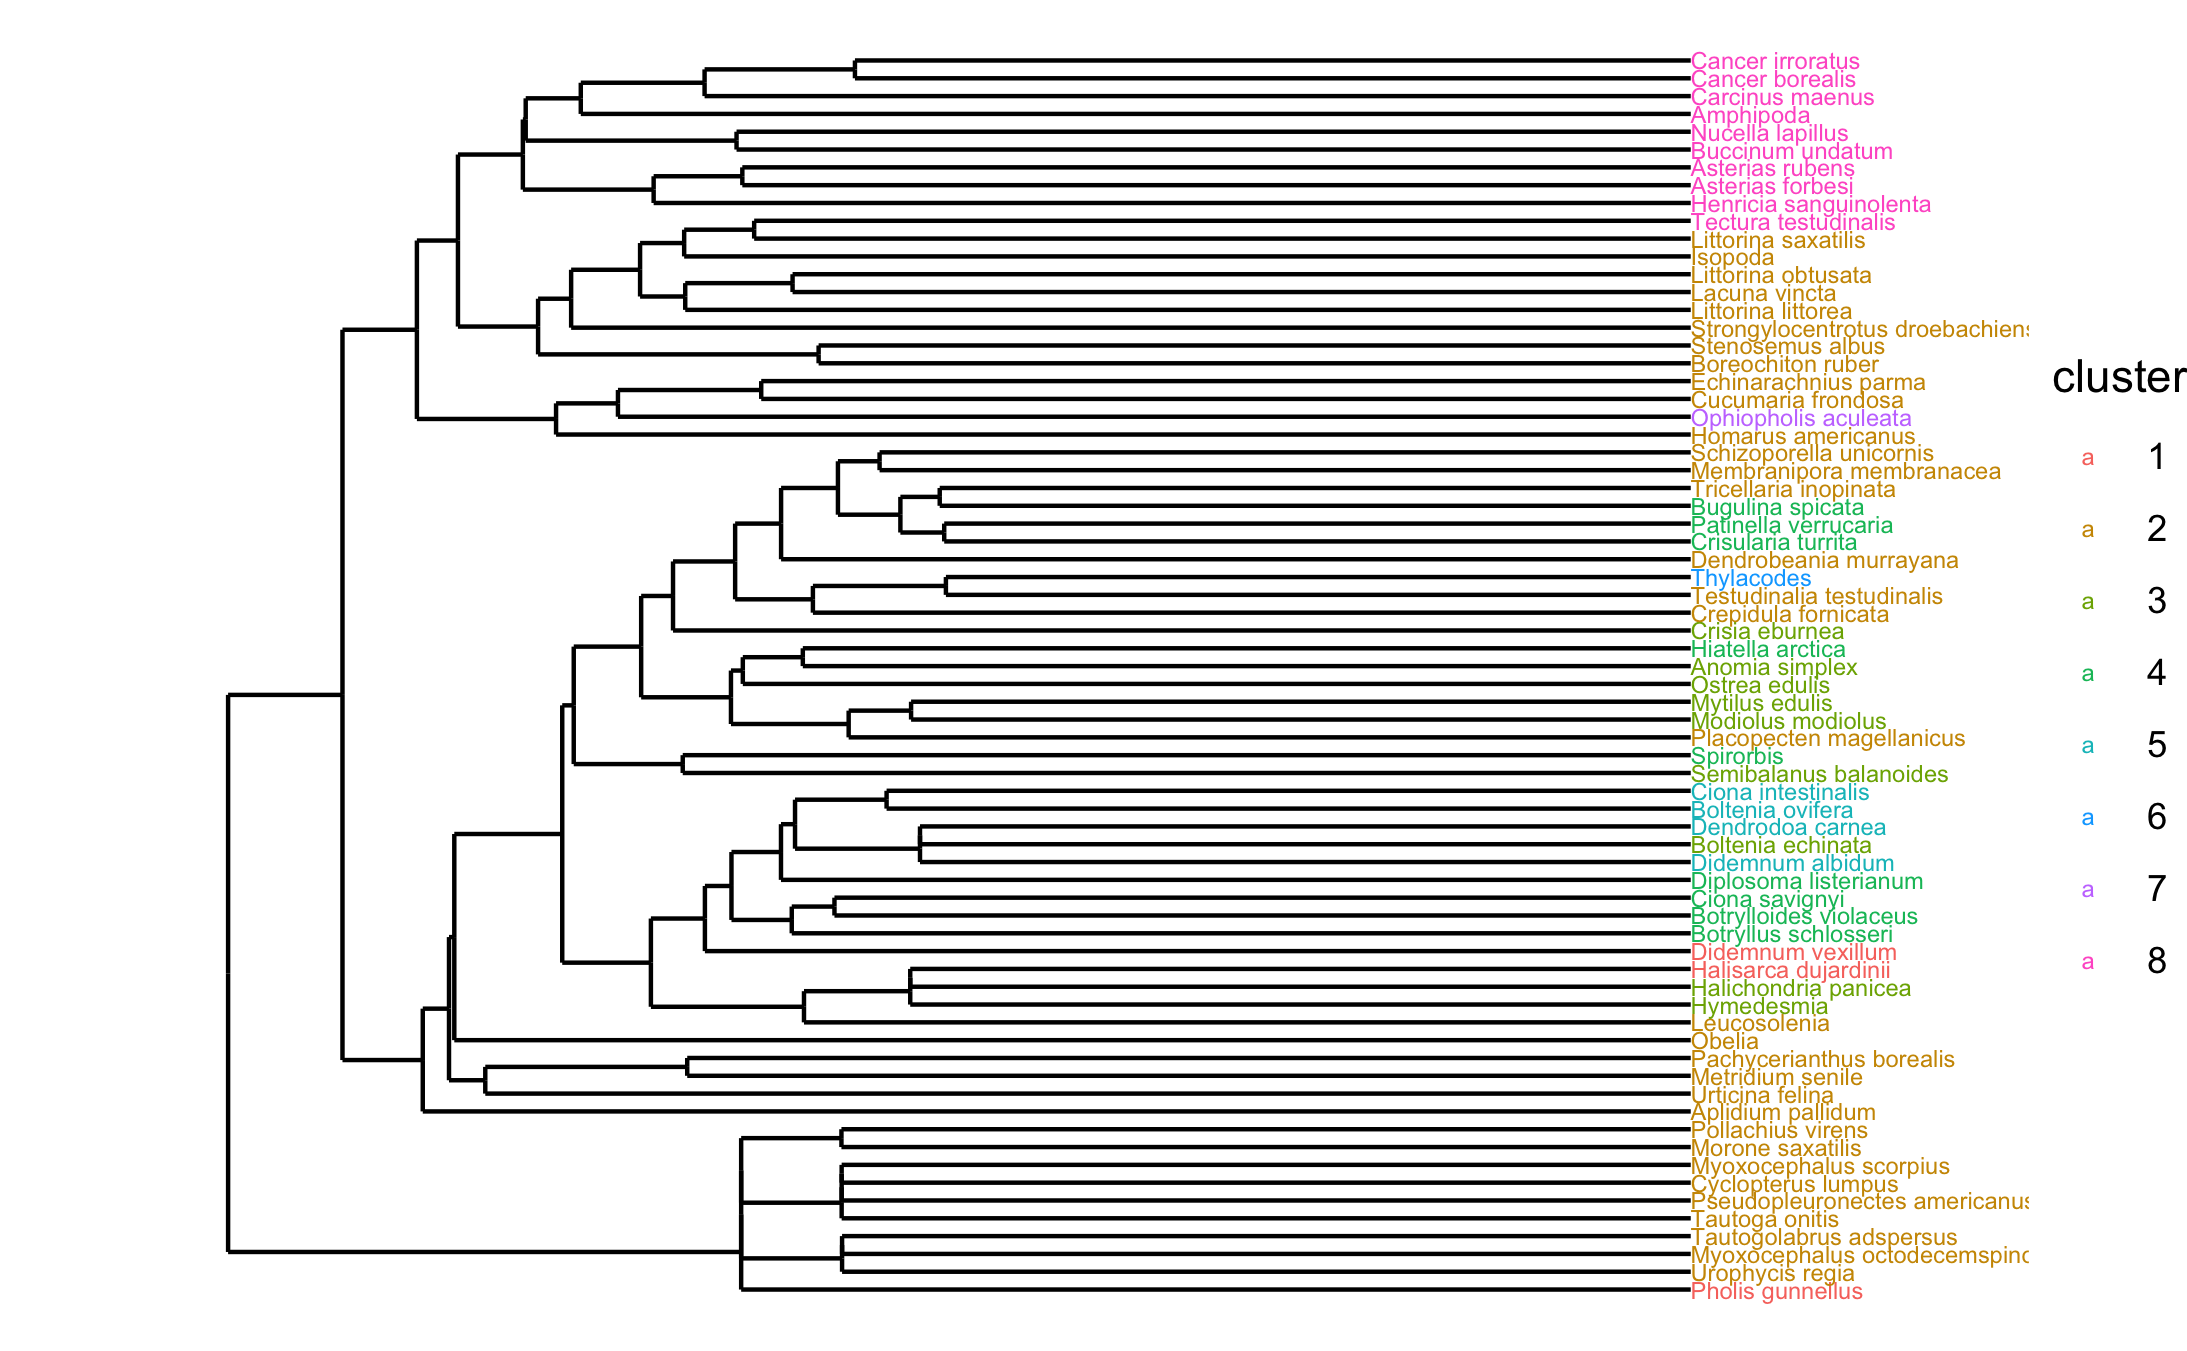 Cancer irroratus
Cancer borealis
Carcinus maenus
Amphipoda
Nucella lapillus
Buccinum undatum
Asterias rubens
Asterias forbesi
Henricia sanguinolenta
Tectura testudinalis
Littorina saxatilis
Isopoda
Littorina obtusata
Lacuna vincta
Littorina littorea
Strongylocentrotus droebachiens
Stenosemus albus
Boreochiton ruber
Echinarachnius parma
Cucumaria frondosa
Ophiopholis aculeata
Homarus americanus
Schizoporella unicornis
Membranipora membranacea
Tricellaria inopinata
Bugulina spicata
Patinella verrucaria
Crisularia turrita
Dendrobeania murrayana
Thylacodes
Testudinalia testudinalis
Crepidula fornicata
Crisia eburnea
Hiatella arctica
Anomia simplex
Ostrea edulis
Mytilus edulis
Modiolus modiolus
Placopecten magellanicus
Spirorbis
Semibalanus balanoides
Ciona intestinalis
Boltenia ovifera
Dendrodoa carnea
Boltenia echinata
Didemnum albidum
Diplosoma listerianum
Ciona savignyi
Botrylloides violaceus
Botryllus schlosseri
Didemnum vexillum
Halisarca dujardinii
Halichondria panicea
Hymedesmia
Leucosolenia
Obelia
Pachycerianthus borealis
Metridium senile
Urticina felina
Aplidium pallidum
Pollachius virens
Morone saxatilis
Myoxocephalus scorpius
Cyclopterus lumpus
Pseudopleuronectes americanus
Tautoga onitis
Tautogolabrus adspersus
Myoxocephalus octodecemspino
Urophycis regia
Pholis gunnellus
cluster
a 1
a 2
a 3
a 4
a 5
a 6
a 7
a 8